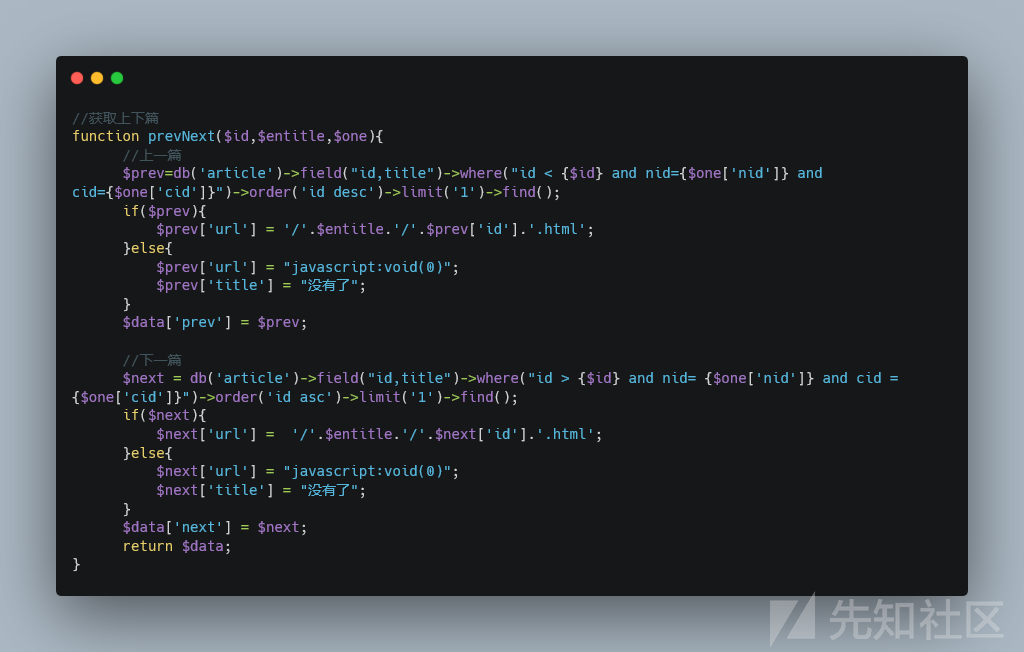 //获取上下篇
function prevNext($id,$entitle,$one){
      //上一篇
      $prev=db('article')->field("id,title")->where("id < {$id} and nid={$one['nid']} and
cid={$one['cid']}")->order('id desc')->limit('1')->find();
      if($prev){
          $prev['url'] = '/'.$entitle.'/'.$prev['id'].'.html';
      }else{
          $prev['url'] = "javascript:void(0)";
          $prev['title'] = "没有了";
      }
      $data['prev'] = $prev;

      //下一篇
      $next = db('article')->field("id,title")->where("id > {$id} and nid= {$one['nid']} and cid =
{$one['cid']}")->order('id asc')->limit('1')->find();
      if($next){
          $next['url'] =  '/'.$entitle.'/'.$next['id'].'.html';
      }else{
          $next['url'] = "javascript:void(0)";
          $next['title'] = "没有了";
      }
      $data['next'] = $next;
      return $data;
}
先知社区